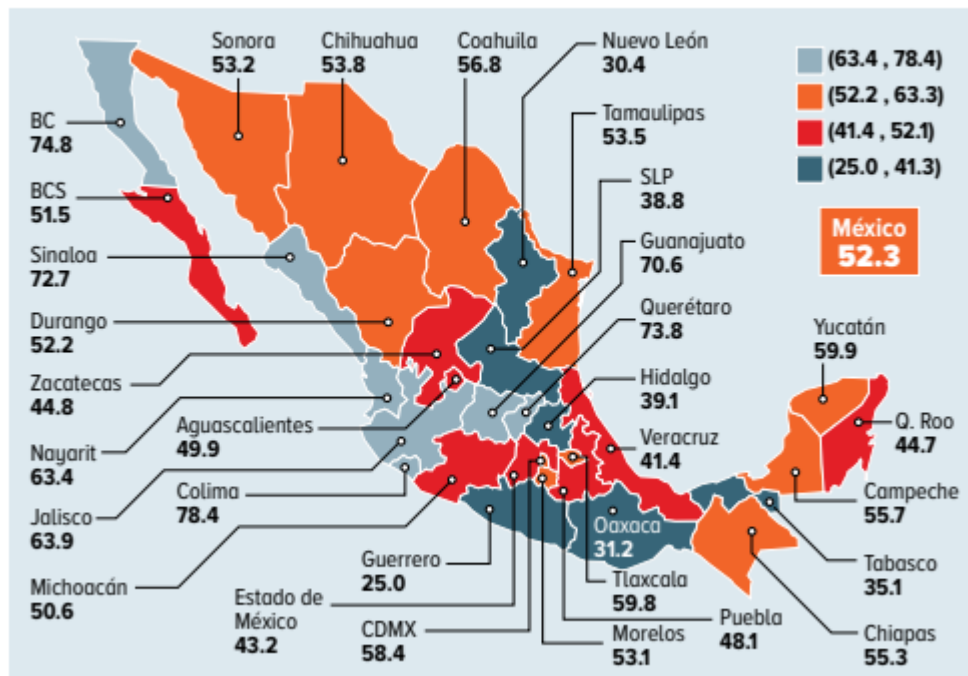 Sonora
53.2
Chihuahua
53.8
Coahuila
56.8
Nuevo León
30.4
(63.4 , 78.4)
(52.2 , 63.3)
(41.4 , 52.1)
(25.0 , 41.3)
Tamaulipas
53.5
BC
74.8
SLP
38.8
BCS
51.5
México
52.3
Guanajuato
70.6
Sinaloa
72.7
Querétaro
73.8
Durango
52.2
Yucatán
59.9
Zacatecas
44.8
Hidalgo
39.1
Q. Roo
44.7
Aguascalientes
49.9
Veracruz
41.4
Nayarit
63.4
Colima
78.4
Campeche
55.7
Jalisco
63.9
Oaxaca
31.2
Guerrero
25.0
Tabasco
35.1
Michoacán
50.6
Tlaxcala
59.8
Estado de
México
43.2
CDMX
58.4
Morelos
53.1
Puebla
48.1
Chiapas
55.3